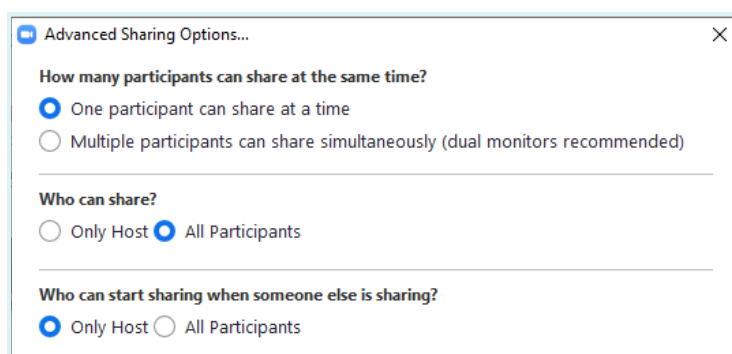 Advanced Sharing Options...
How many participants can share at the same time?
One participant can share at a time
Multiple participants can share simultaneously (dual monitors recommended)
Who can share?
Only Host All Participants
Who can start sharing when someone else is sharing?
Only Host All Participants